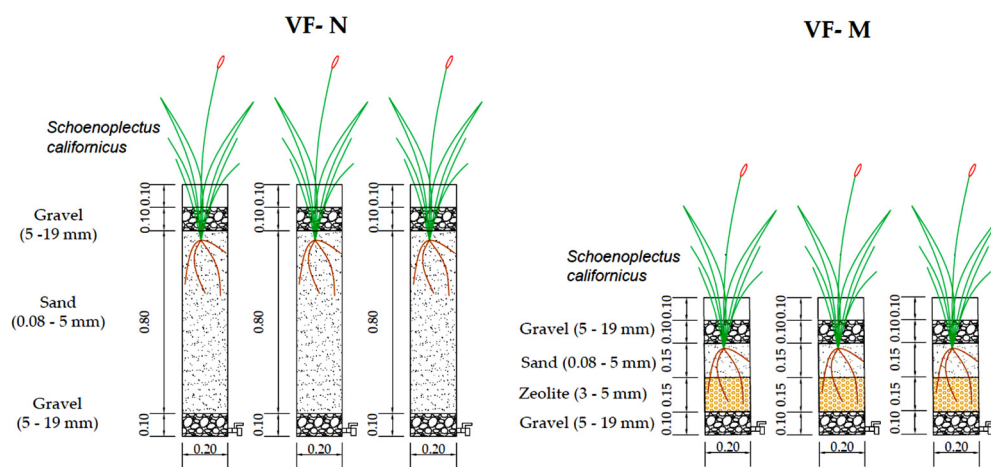 VF- N
Schoenoplectus
californicus
Gravel
(5 -19 mm)
Sand
(0.08 - 5 mm)
Gravel
(5 -19 mm)
0.10
0.10
0.80
0.10
0.20
0.10
0.10
0.80
0.10
0.20
0.10
0.10
0.80
0.10
0.20
VF- M
Schoenoplectus
californicus
Gravel (5 - 19 mm)
Sand (0.08 - 5 mm)
Zeolite (3 - 5 mm)
Gravel (5 - 19 mm)
0.10
0.10
0.15
0.15
0.10
0.20
0.10
0.10
0.15
0.15
0.10
0.20
0.10
0.10
0.15
0.15
0.10
0.20